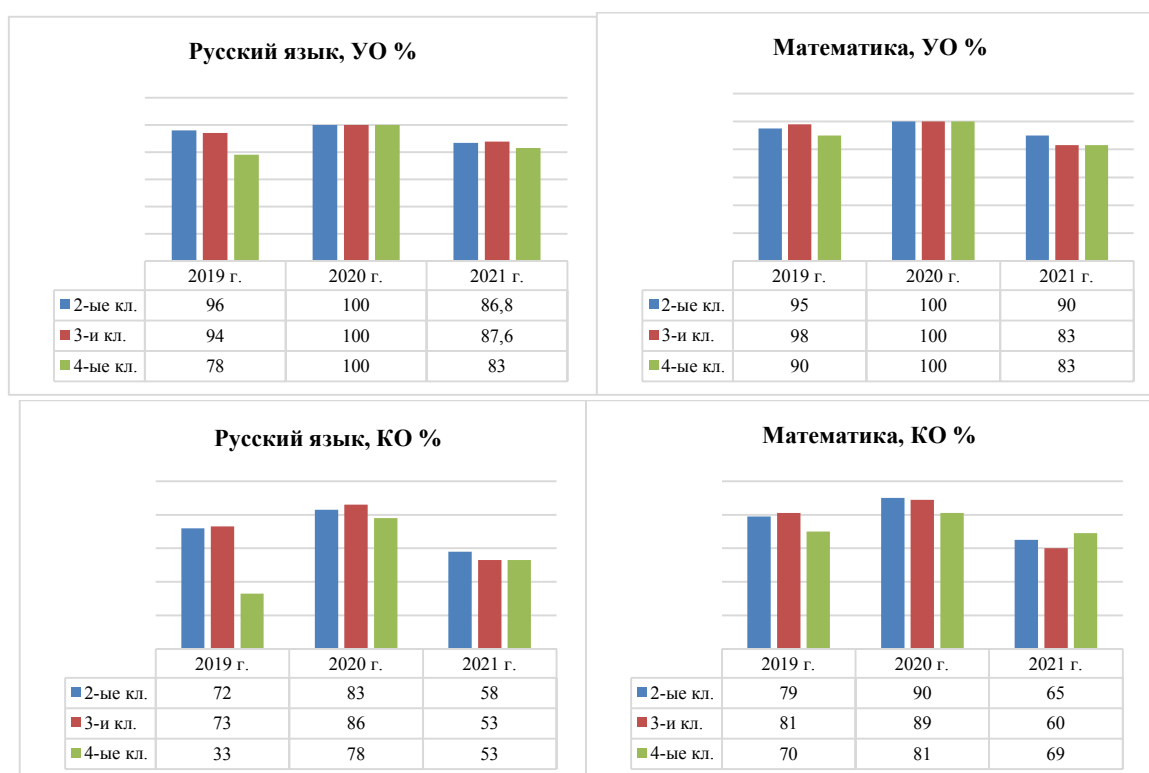 Русский язык, УО %
2019 г. 2020 г. 2021 г.
2-ые кл. 96 100 86,8
3-и кл. 94 100 87,6
4-ые кл. 78 100 83
Математика, УО %
2019 г. 2020 г. 2021 г.
2-ые кл. 95 100 90
3-и кл. 98 100 83
4-ые кл. 90 100 83
Русский язык, КО %
2019 г. 2020 г. 2021 г.
2-ые кл. 72 83 58
3-и кл. 73 86 53
4-ые кл. 33 78 53
Математика, КО %
2019 г. 2020 г. 2021 г.
2-ые кл. 79 90 65
3-и кл. 81 89 60
4-ые кл. 70 81 69